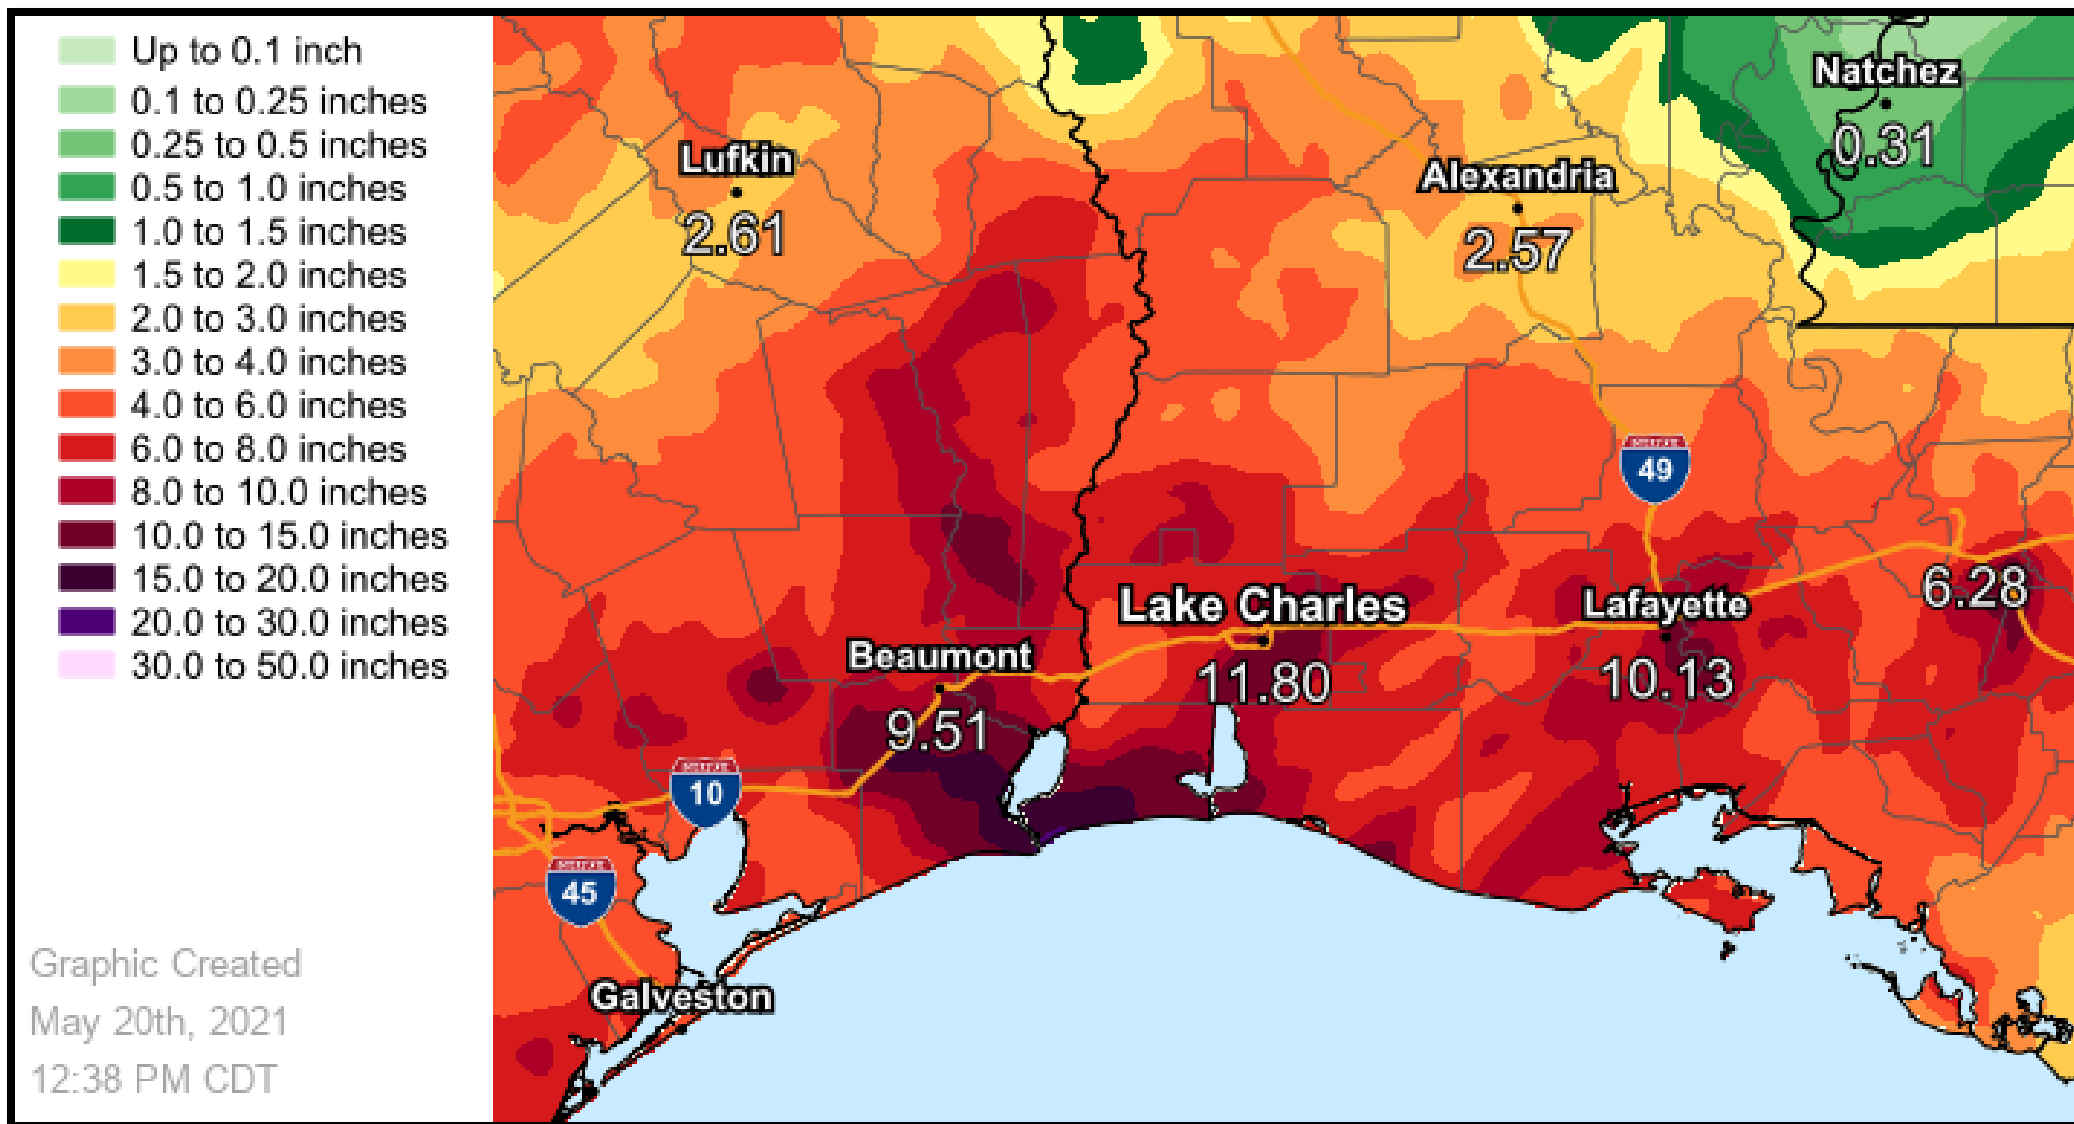 Up to 0.1 inch
0.1 to 0.25 inches
0.25 to 0.5 inches
0.5 to 1.0 inches
1.0 to 1.5 inches
1.5 to 2.0 inches
2.0 to 3.0 inches
3.0 to 4.0 inches
4.0 to 6.0 inches
6.0 to 8.0 inches
8.0 to 10.0 inches
10.0 to 15.0 inches
15.0 to 20.0 inches
20.0 to 30.0 inches
30.0 to 50.0 inches
Graphic Created
May 20th, 2021
12:38 PM CDT
Natchez
0.31
Lufkin
2.61
Alexandria
2.57
49
Lake Charles
11.80
Lafayette
10.13
6.28
Beaumont
9.51
10
45
Galveston